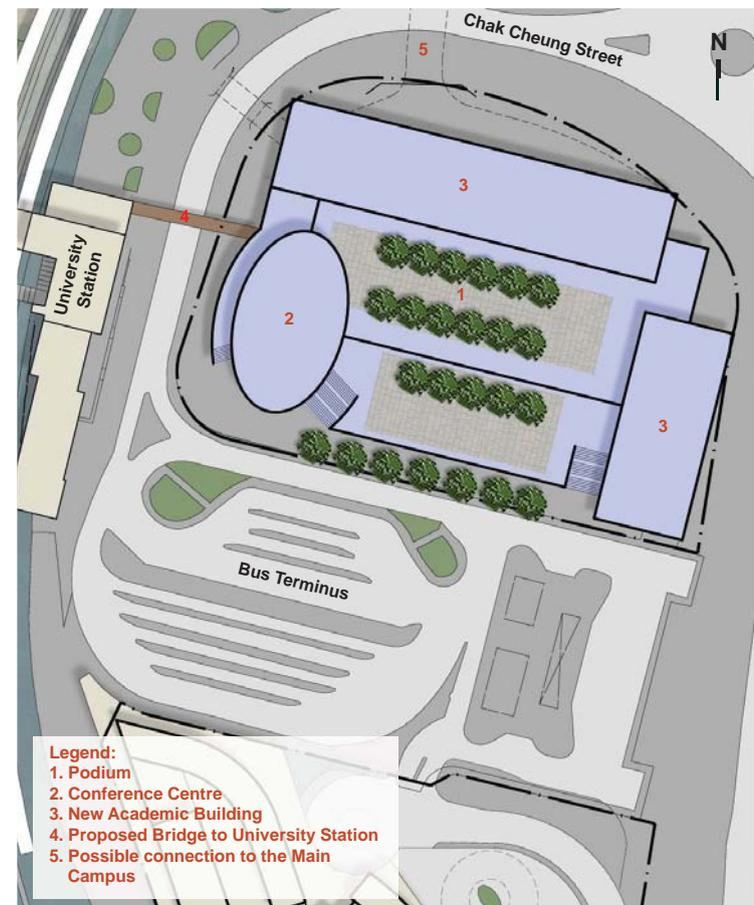 Chak Cheung Street
N
5
3
4
University
Station
1
2
3
Bus Terminus
Legend:
1. Podium
2. Conference Centre
3. New Academic Building
4. Proposed Bridge to University Station
5. Possible connection to the Main
Campus